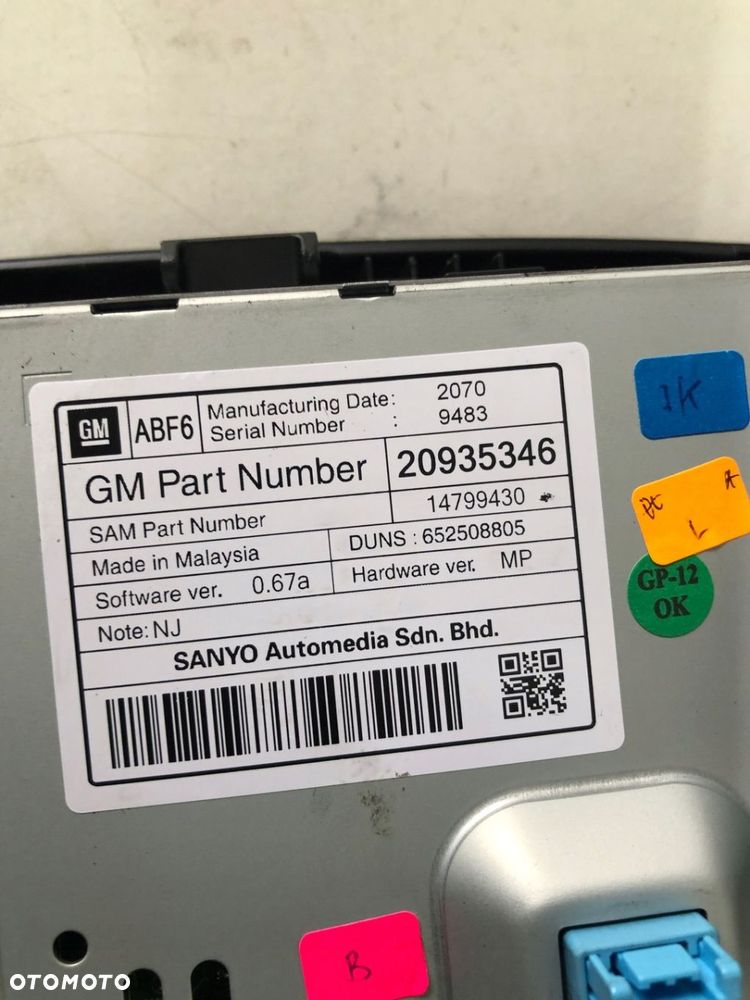 GM
ABF6
Manufacturing Date: 2070
Serial Number : 9483
GM Part Number 20935346
SAM Part Number 14799430
Made in Malaysia
DUNS : 652508805
Software ver. 0.67a
Hardware ver. MP
Note: NJ
SANYO Automedia Sdn. Bhd.
1K
A
L
GP-12
OK
B
OTOMOTO